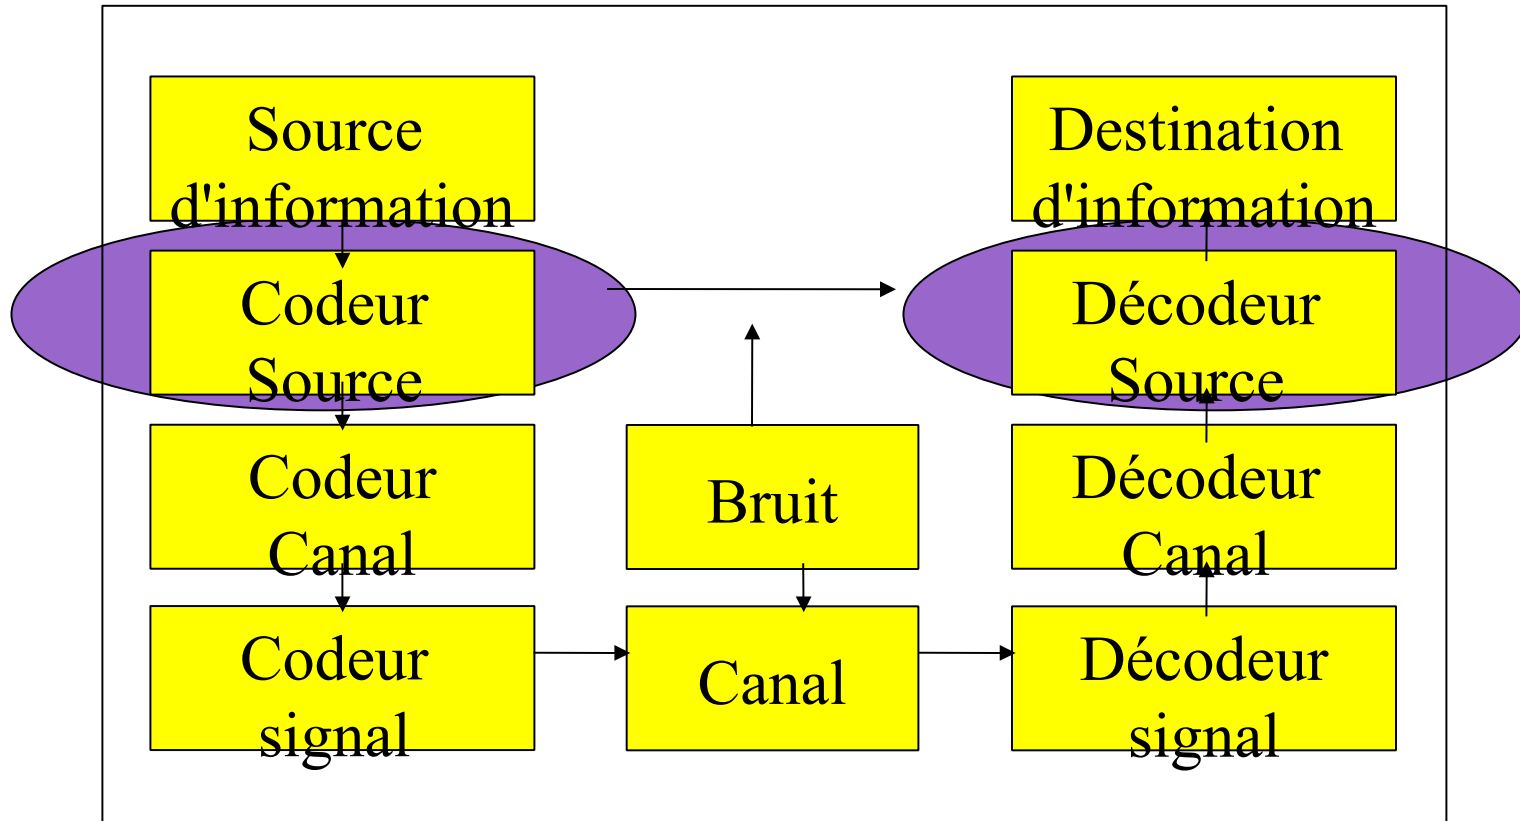 Source
d'information
Codeur
Source
Codeur
Canal
Codeur
signal
Bruit
Canal
Destination
d'information
Décodeur
Source
Décodeur
Canal
Décodeur
signal